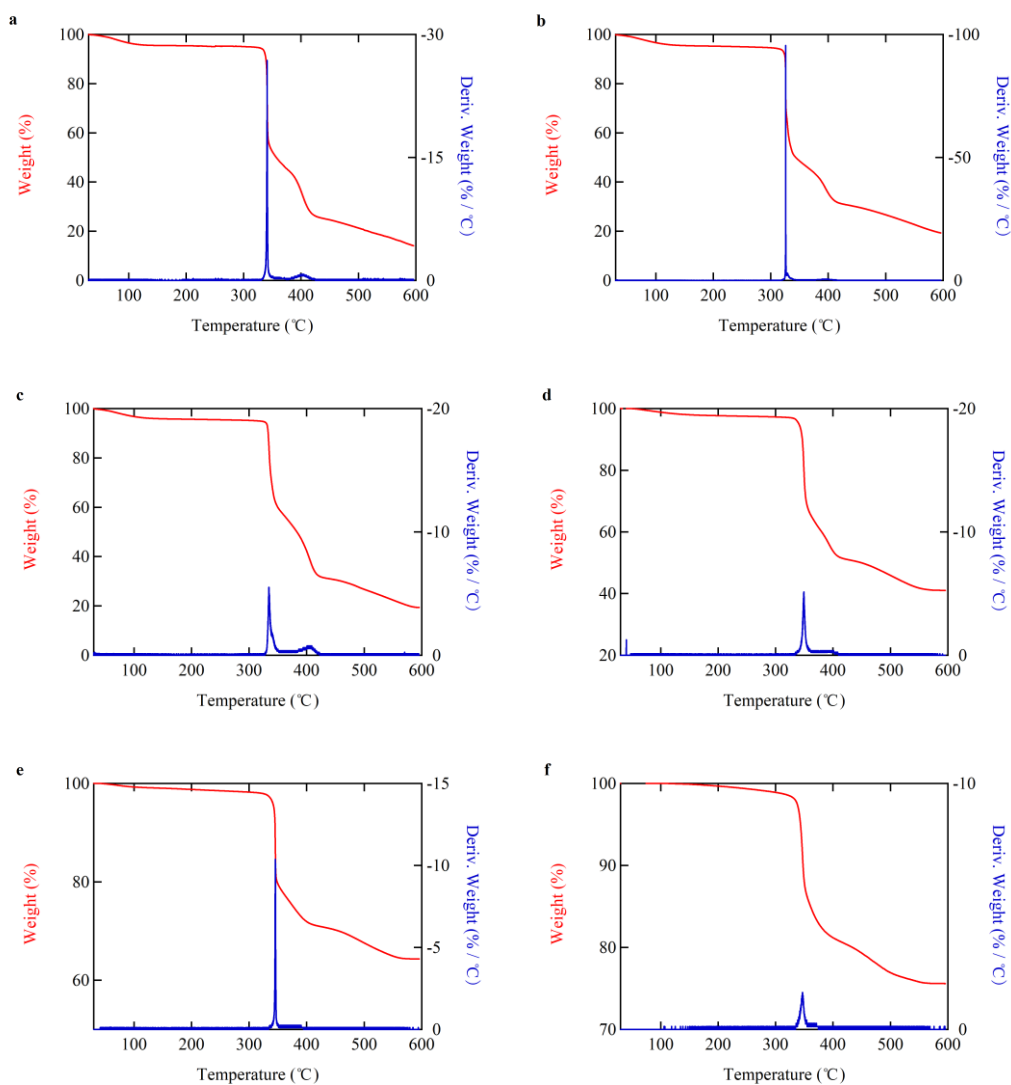 a
100
80
60
40
20
0
Weight (%)
-30
-15
0
Deriv. Weight (% / ℃)
100 200 300 400 500 600
Temperature (℃)
b
100
80
60
40
20
0
Weight (%)
-100
-50
0
Deriv. Weight (% / ℃)
100 200 300 400 500 600
Temperature (℃)
c
100
80
60
40
20
0
Weight (%)
-20
-10
0
Deriv. Weight (% / ℃)
100 200 300 400 500 600
Temperature (℃)
d
100
80
60
40
20
Weight (%)
-20
-10
0
Deriv. Weight (% / ℃)
100 200 300 400 500 600
Temperature (℃)
e
100
80
60
Weight (%)
-15
-10
-5
0
Deriv. Weight (% / ℃)
100 200 300 400 500 600
Temperature (℃)
f
100
90
80
70
Weight (%)
-10
0
Deriv. Weight (% / ℃)
100 200 300 400 500 600
Temperature (℃)